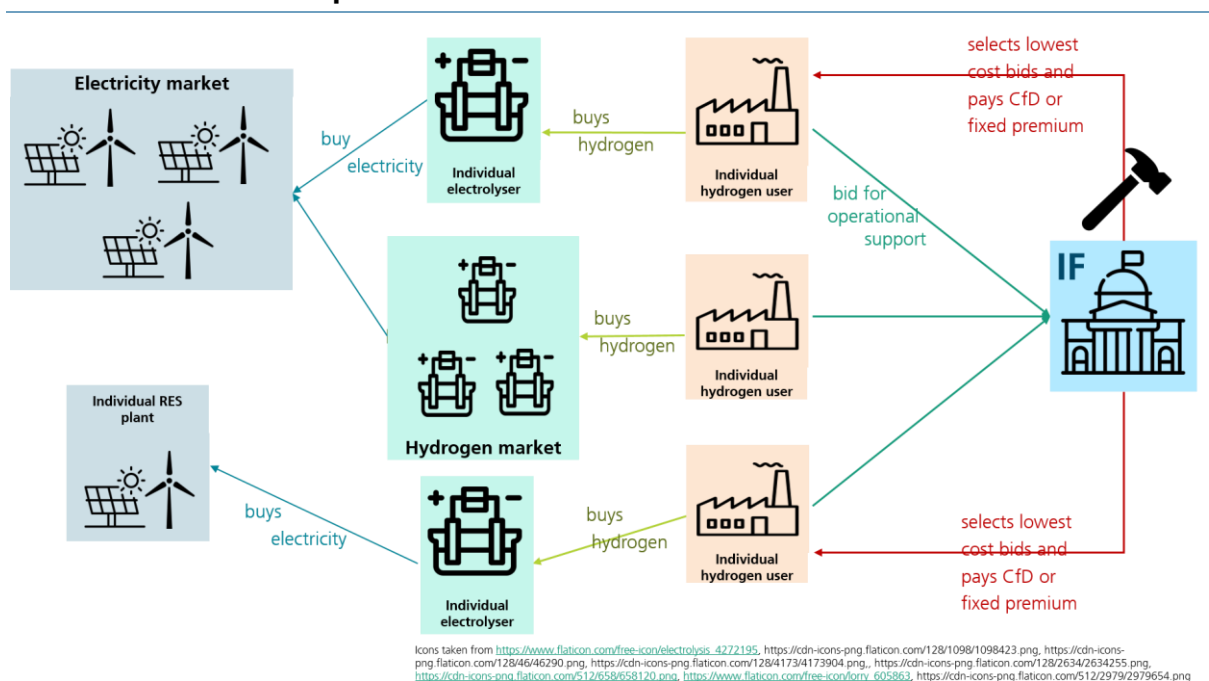 Electricity market
buy
electricity
Individual
electrolyser
buys
hydrogen
Individual
hydrogen user
selects lowest
cost bids and
pays CfD or
fixed premium
bid for
operational
support
IF
Hydrogen market
buys
hydrogen
Individual
hydrogen user
Individual RES
plant
buys
electricity
Individual
electrolyser
buys
hydrogen
Individual
hydrogen user
selects lowest
cost bids and
pays CfD or
fixed premium
Icons taken from https://www.flaticon.com/free-icon/electrolysis_4272195, https://cdn-icons-png.flaticon.com/128/1098/1098423.png, https://cdn-icons-
png.flaticon.com/128/46/46290.png, https://cdn-icons-png.flaticon.com/128/4173/4173904.png,, https://cdn-icons-png.flaticon.com/128/2634/2634255.png,
https://cdn-icons-png.flaticon.com/512/658/658120.png, https://www.flaticon.com/free-icon/lorry_605863, https://cdn-icons-png.flaticon.com/512/2979/2979654.png